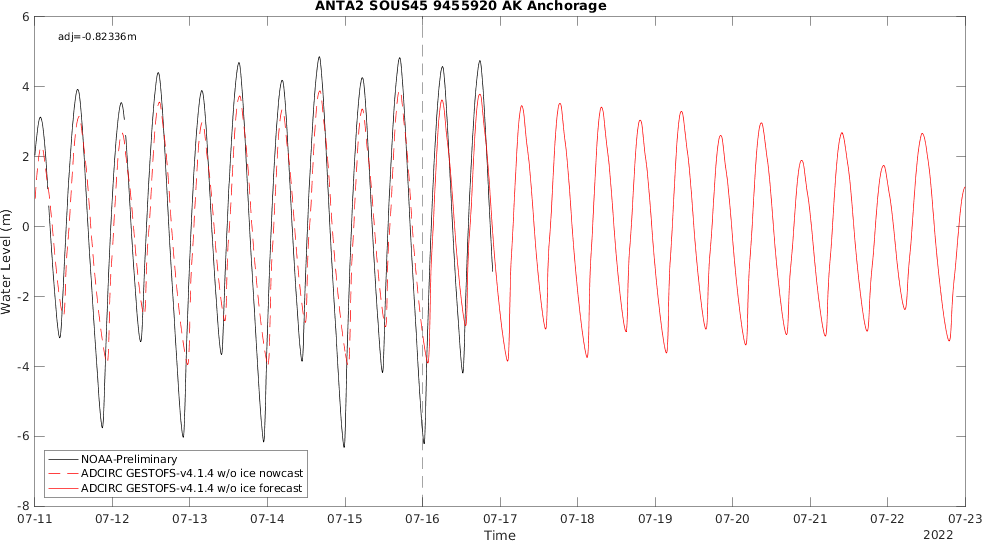 ANTA2 SOUS45 9455920 AK Anchorage
adj=-0.82336m
6
4
2
0
-2
-4
-6
-8
Water Level (m)
NOAA-Preliminary
ADCIRC GESTOFS-v4.1.4 w/o ice nowcast
ADCIRC GESTOFS-v4.1.4 w/o ice forecast
07-11 07-12 07-13 07-14 07-15 07-16 07-17 07-18 07-19 07-20 07-21 07-22 07-23
Time
2022